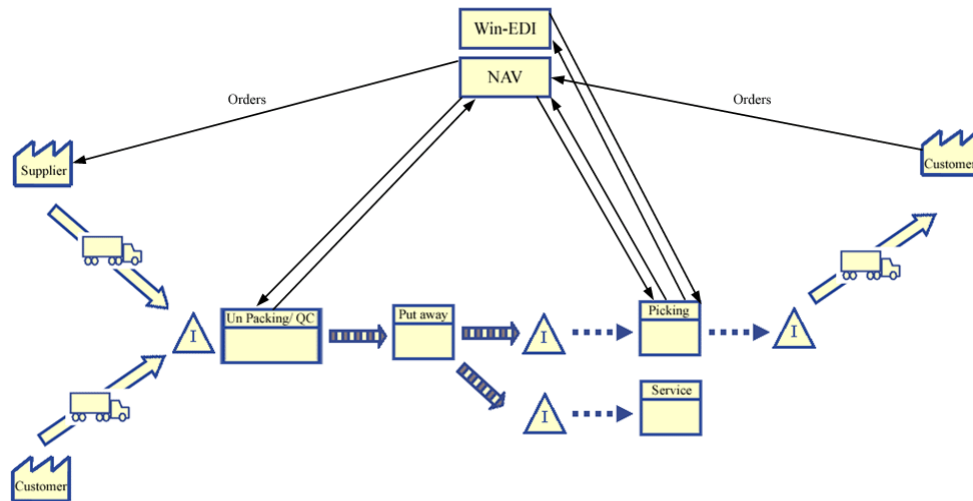 Win-EDI
NAV
Orders
Orders
Supplier
Customer
Un Packing/ QC
Put away
I
I
Picking
I
I
Service
Customer